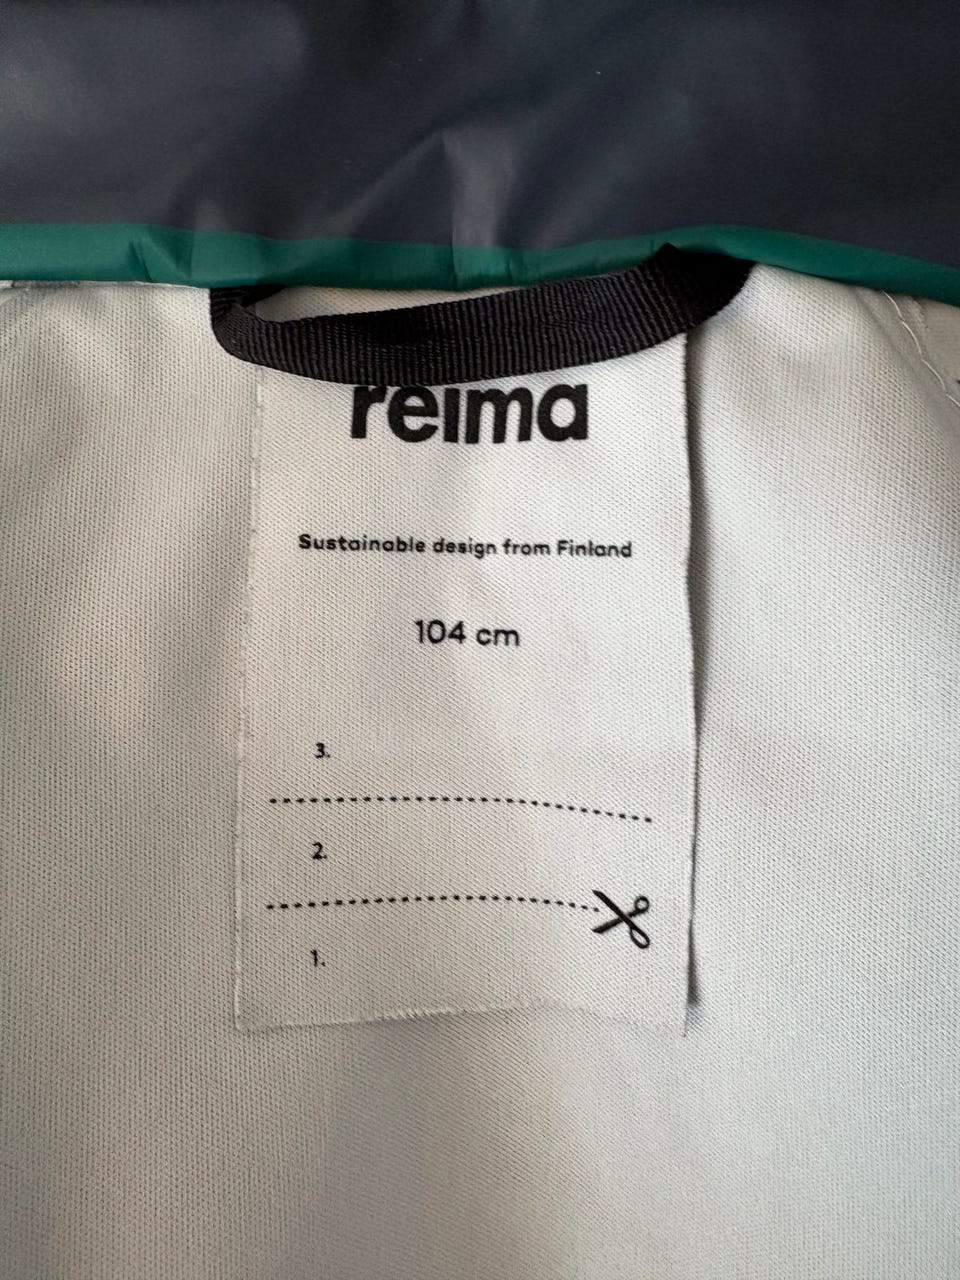 reima
Sustainable design from Finland
104 cm
3.
2.
1.